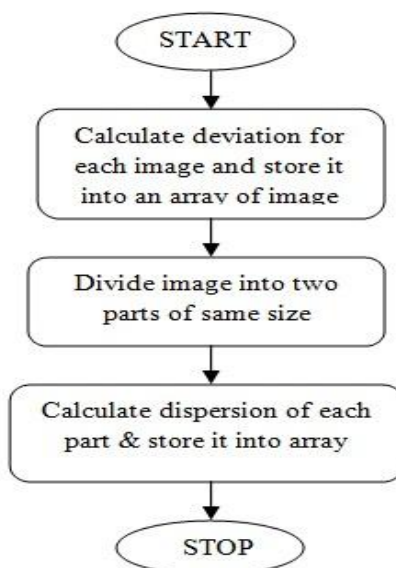 START
Calculate deviation for
each image and store it
into an array of image
Divide image into two
parts of same size
Calculate dispersion of each
part & store it into array
STOP